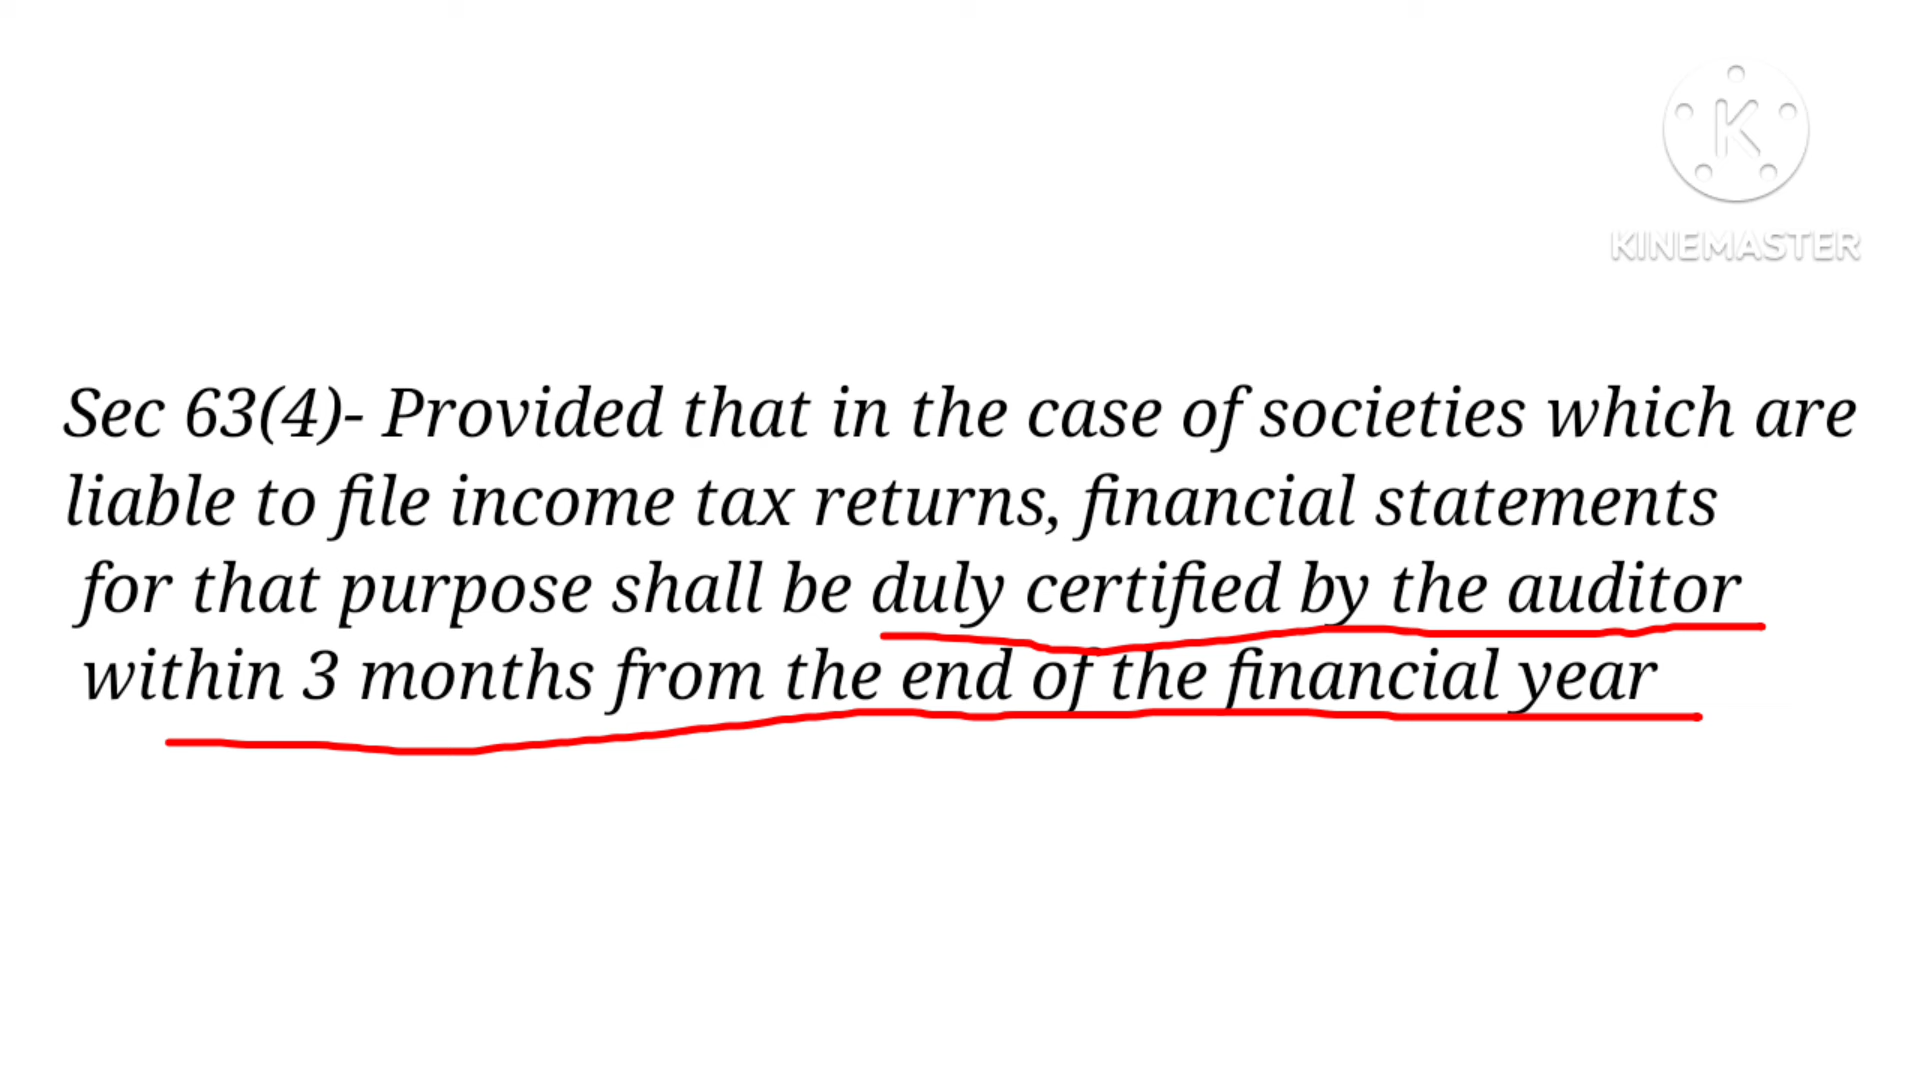 K
KINEMASTER
Sec 63(4)- Provided that in the case of societies which are
liable to file income tax returns, financial statements
for that purpose shall be duly certified by the auditor
within 3 months from the end of the financial year